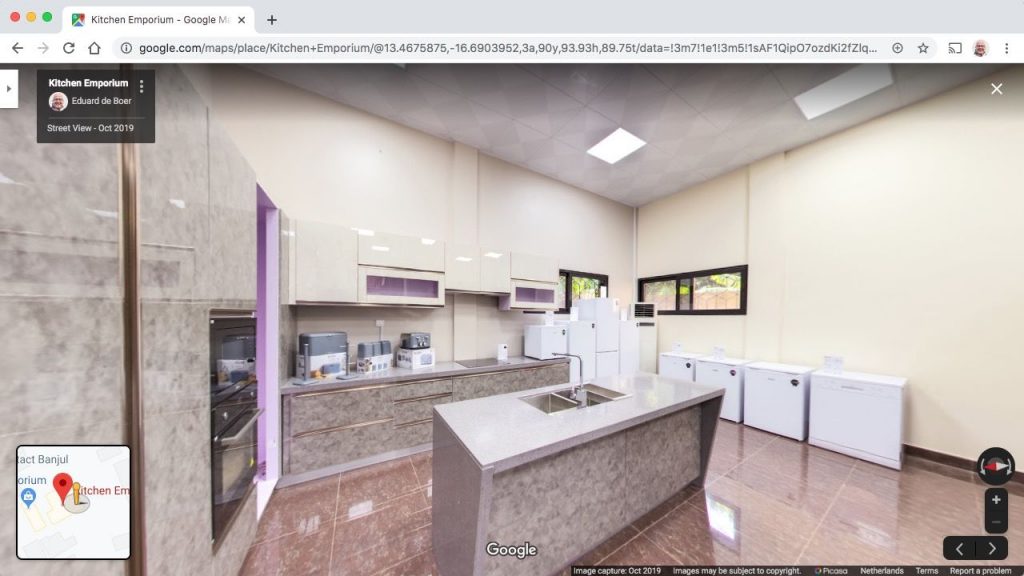 Kitchen Emporium - Google Ma
google.com/maps/place/Kitchen+Emporium/@13.4675875,-16.6903952,3a,90y,93.93h,89.75t/data=!3m7!1e1!3m5!1sAF1QipO7ozdKi2fZIq...
Kitchen Emporium
Eduard de Boer
Street View - Oct 2019
tact Banjul
orium
Kitchen Em
Google
Image capture: Oct 2019 Images may be subject to copyright. Picasa Netherlands Terms Report a problem